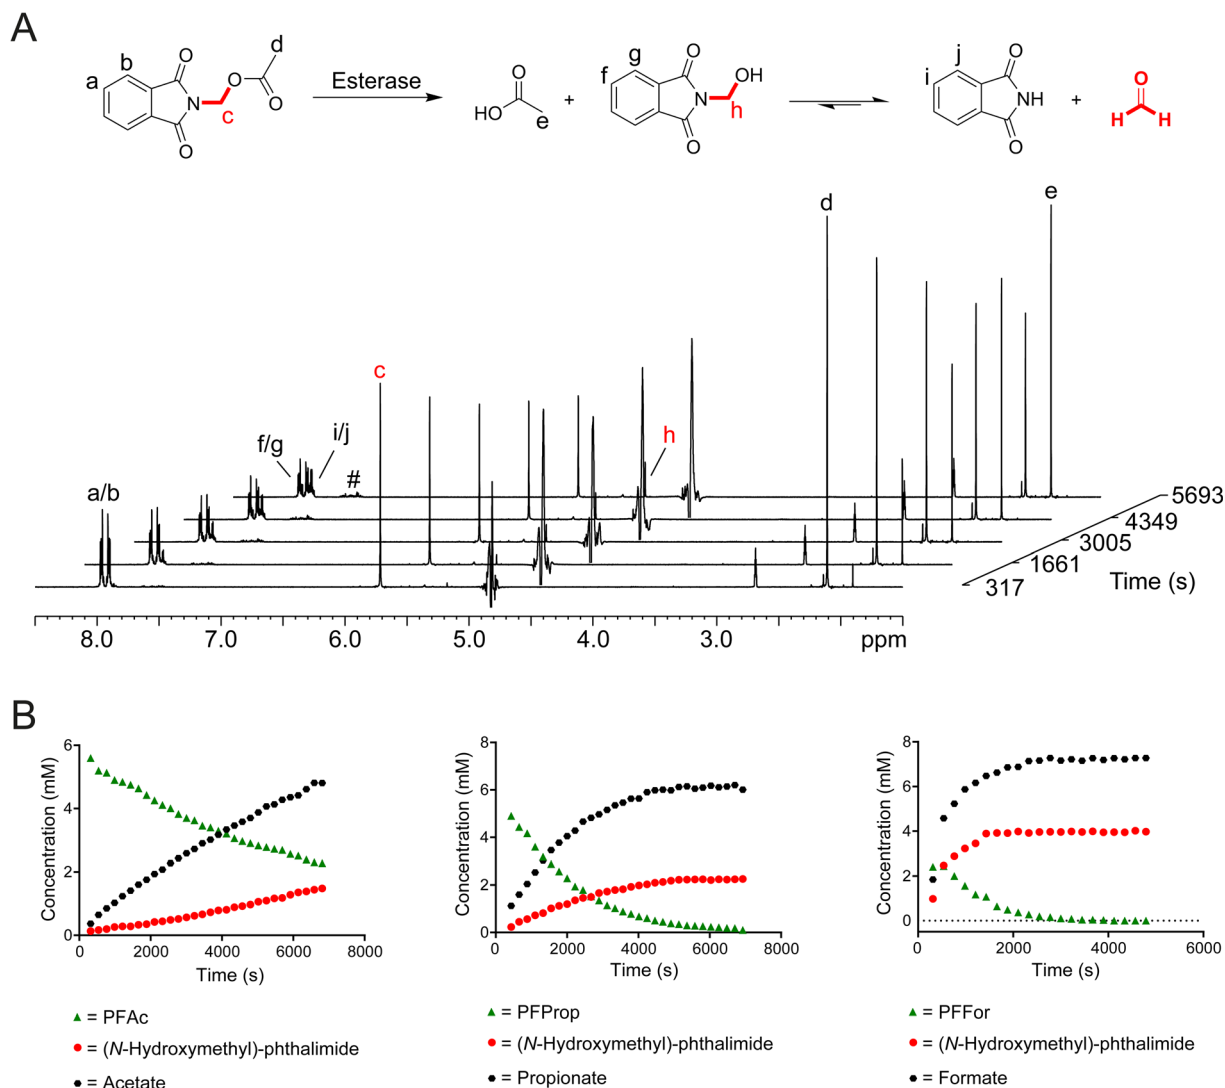 A
O
b
a
N
O
O
d
O
c
Esterase
O
HO
e
+
g
f
O
N
OH
h
O
j
i
O
NH
O
+
O
H H
d
e
c
f/g
i/j
#
h
a/b
5693
4349
3005
1661
317
Time (s)
8.0 7.0 6.0 5.0 4.0 3.0 ppm
B
Concentration (mM)
6
4
2
0
0 2000 4000 6000 8000
Time (s)
= PFAc
= (N-Hydroxymethyl)-phthalimide
= Acetate
Concentration (mM)
8
6
4
2
0
0 2000 4000 6000 8000
Time (s)
= PFProp
= (N-Hydroxymethyl)-phthalimide
= Propionate
Concentration (mM)
8
6
4
2
0
0 2000 4000 6000
Time (s)
= PFFor
= (N-Hydroxymethyl)-phthalimide
= Formate